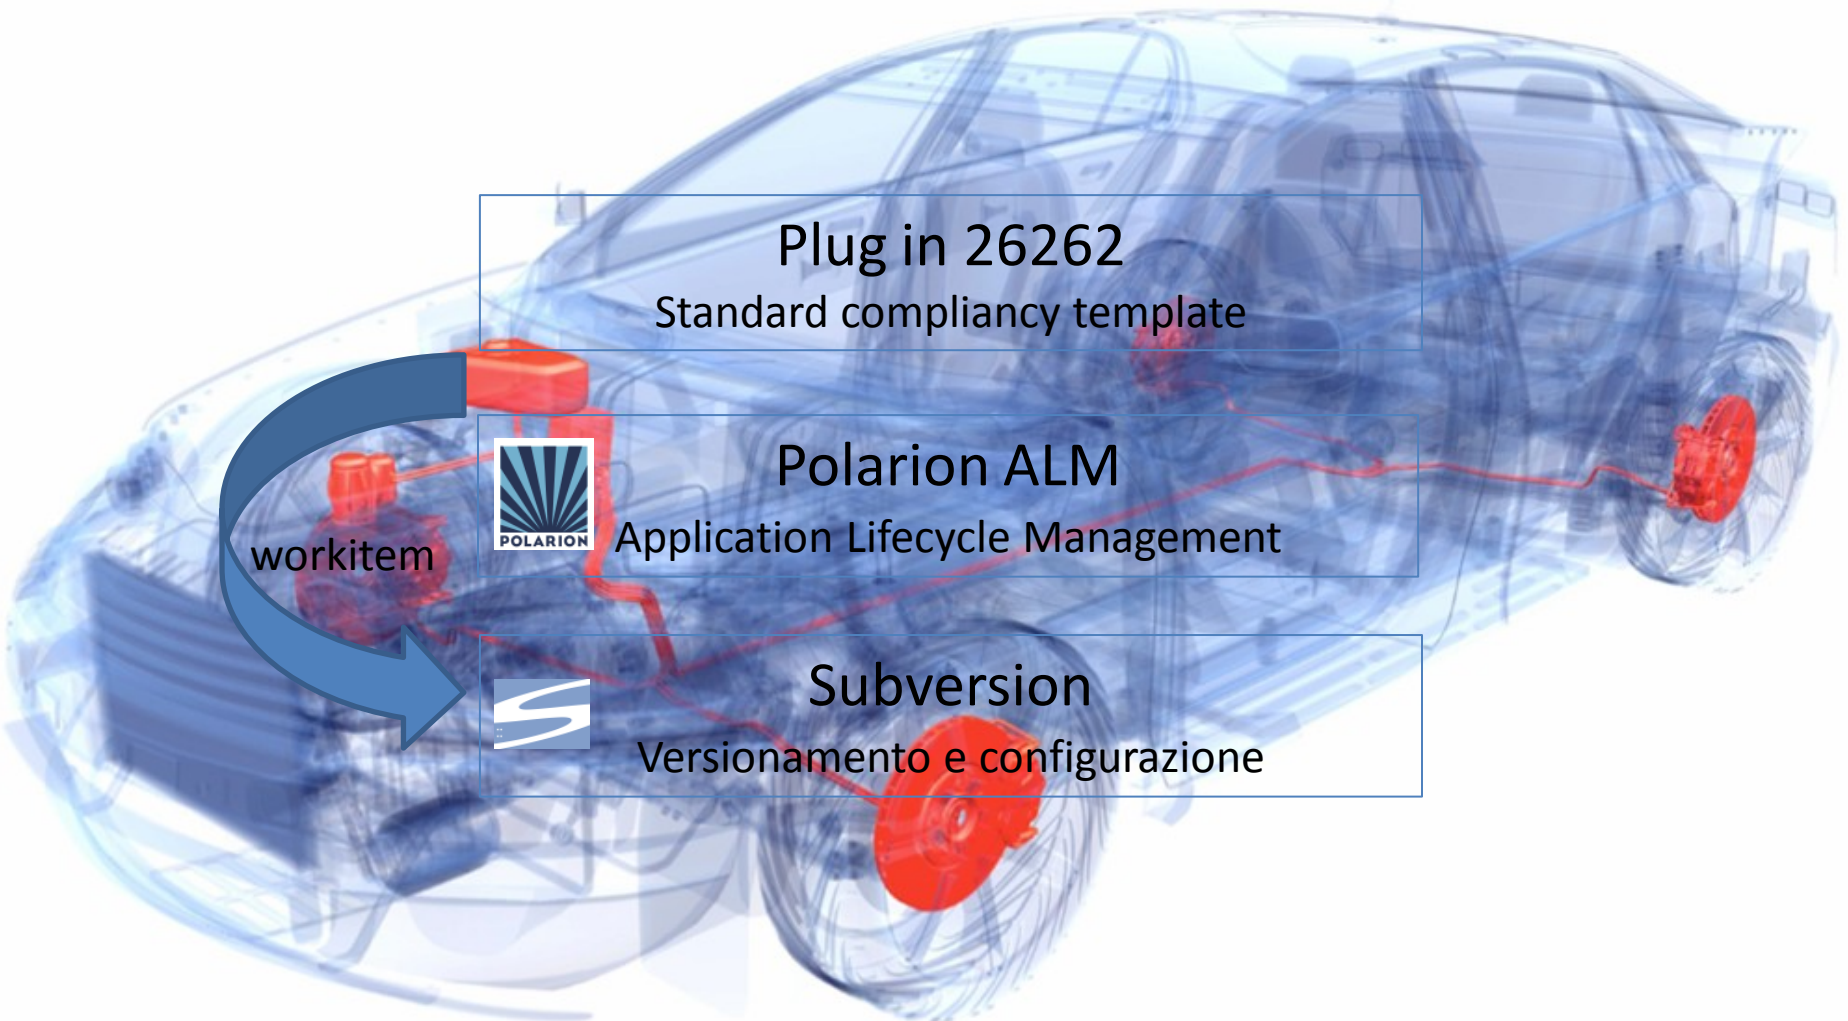 Plug in 26262
Standard compliancy template
Polarion ALM
POLARION
Application Lifecycle Management
workitem
Subversion
Versionamento e configurazione